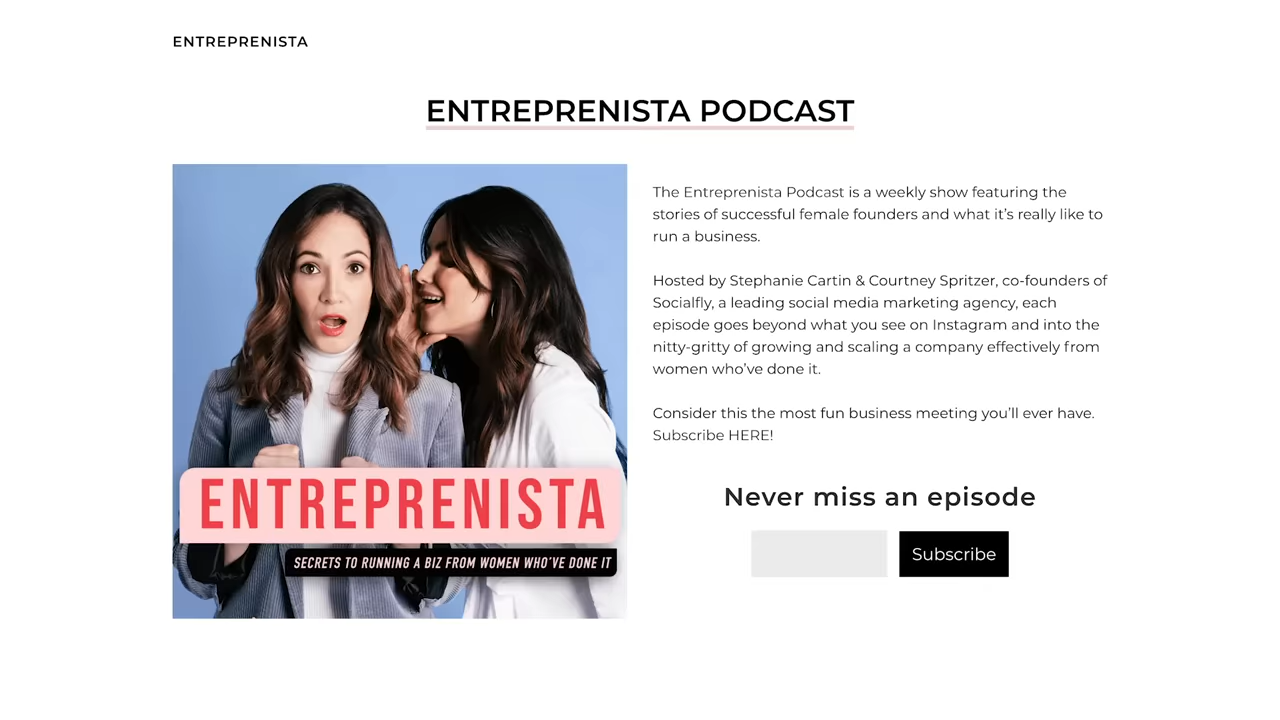 ENTREPRENISTA
ENTREPRENISTA PODCAST
ENTREPRENISTA
SECRETS TO RUNNING A BIZ FROM WOMEN WHO'VE DONE IT
The Entreprenista Podcast is a weekly show featuring the
stories of successful female founders and what it’s really like to
run a business.
Hosted by Stephanie Cartin & Courtney Spritzer, co-founders of
Socialfly, a leading social media marketing agency, each
episode goes beyond what you see on Instagram and into the
nitty-gritty of growing and scaling a company effectively from
women who’ve done it.
Consider this the most fun business meeting you’ll ever have.
Subscribe HERE!
Never miss an episode
Subscribe